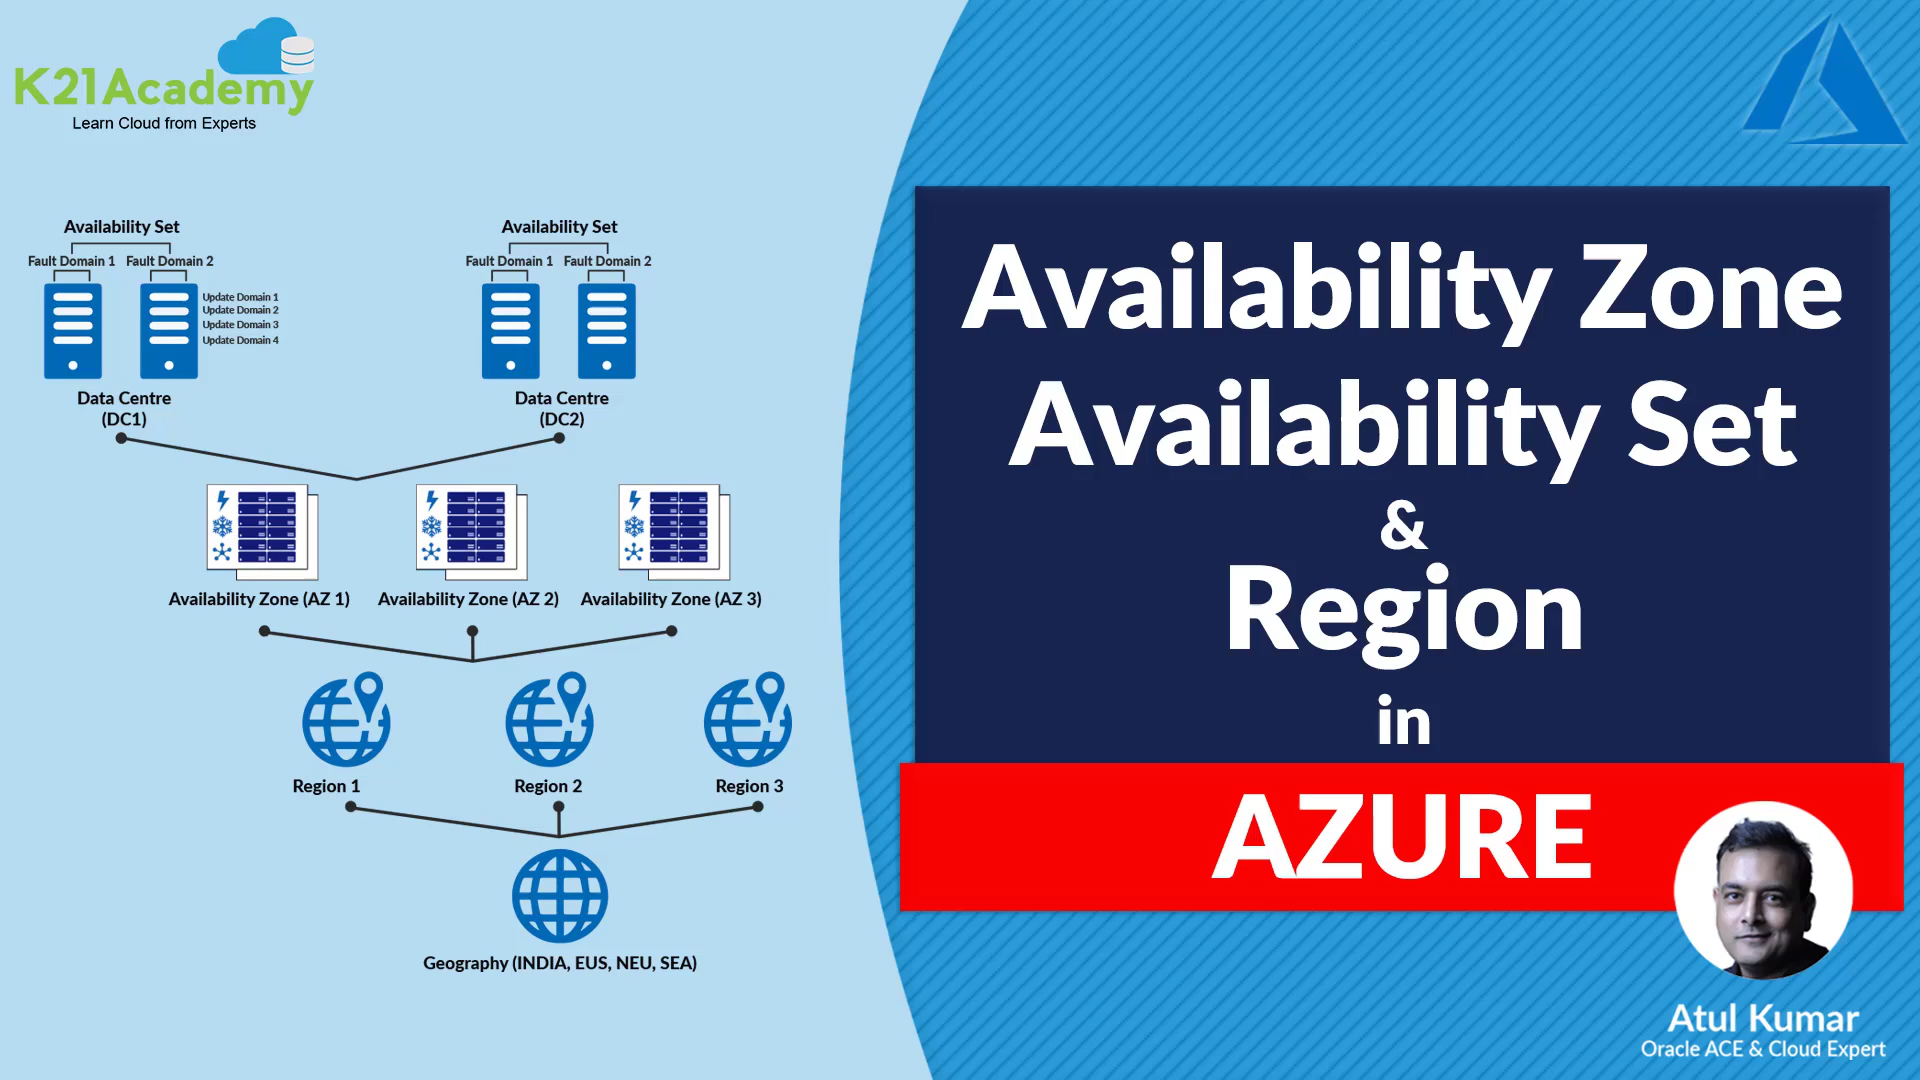 K21Academy
Learn Cloud from Experts
Availability Set
Fault Domain 1 Fault Domain 2
Update Domain 1
Update Domain 2
Update Domain 3
Update Domain 4
Data Centre
(DC1)
Availability Set
Fault Domain 1 Fault Domain 2
Data Centre
(DC2)
Availability Zone (AZ 1) Availability Zone (AZ 2) Availability Zone (AZ 3)
Region 1 Region 2 Region 3
Geography (INDIA, EUS, NEU, SEA)
Availability Zone
Availability Set
&
Region
in
AZURE
Atul Kumar
Oracle ACE & Cloud Expert